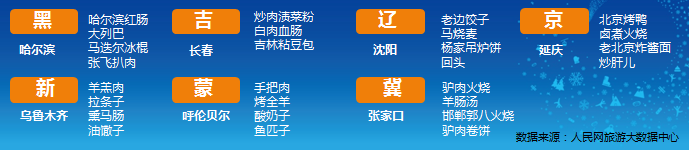 黑
哈尔滨
哈尔滨红肠
大列巴
马迭尔冰棍
张飞扒肉
吉
长春
炒肉渍菜粉
白肉血肠
吉林粘豆包
辽
沈阳
老边饺子
马烧麦
杨家吊炉饼
回头
京
延庆
北京烤鸭
卤煮火烧
老北京炸酱面
炒肝儿
新
乌鲁木齐
羊羔肉
拉条子
熏马肠
油馓子
蒙
呼伦贝尔
手把肉
烤全羊
酸奶子
鱼匹子
冀
张家口
驴肉火烧
羊肠汤
邯郸郭八火烧
驴肉卷饼
数据来源：人民网旅游大数据中心